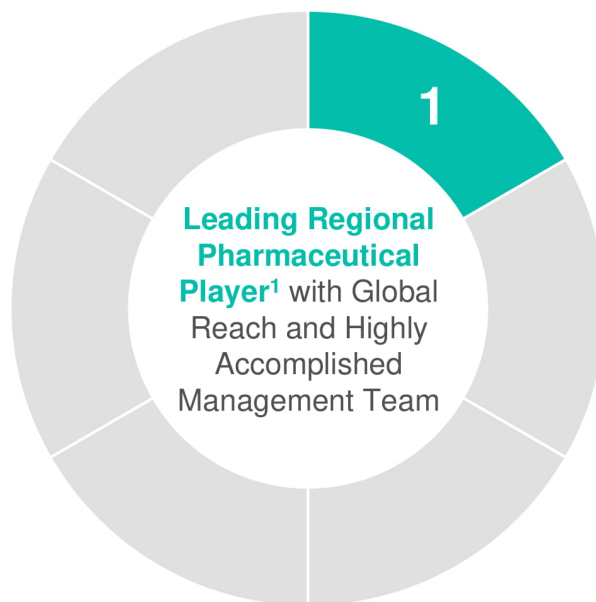 1
Leading Regional
Pharmaceutical
Player¹ with Global
Reach and Highly
Accomplished
Management Team